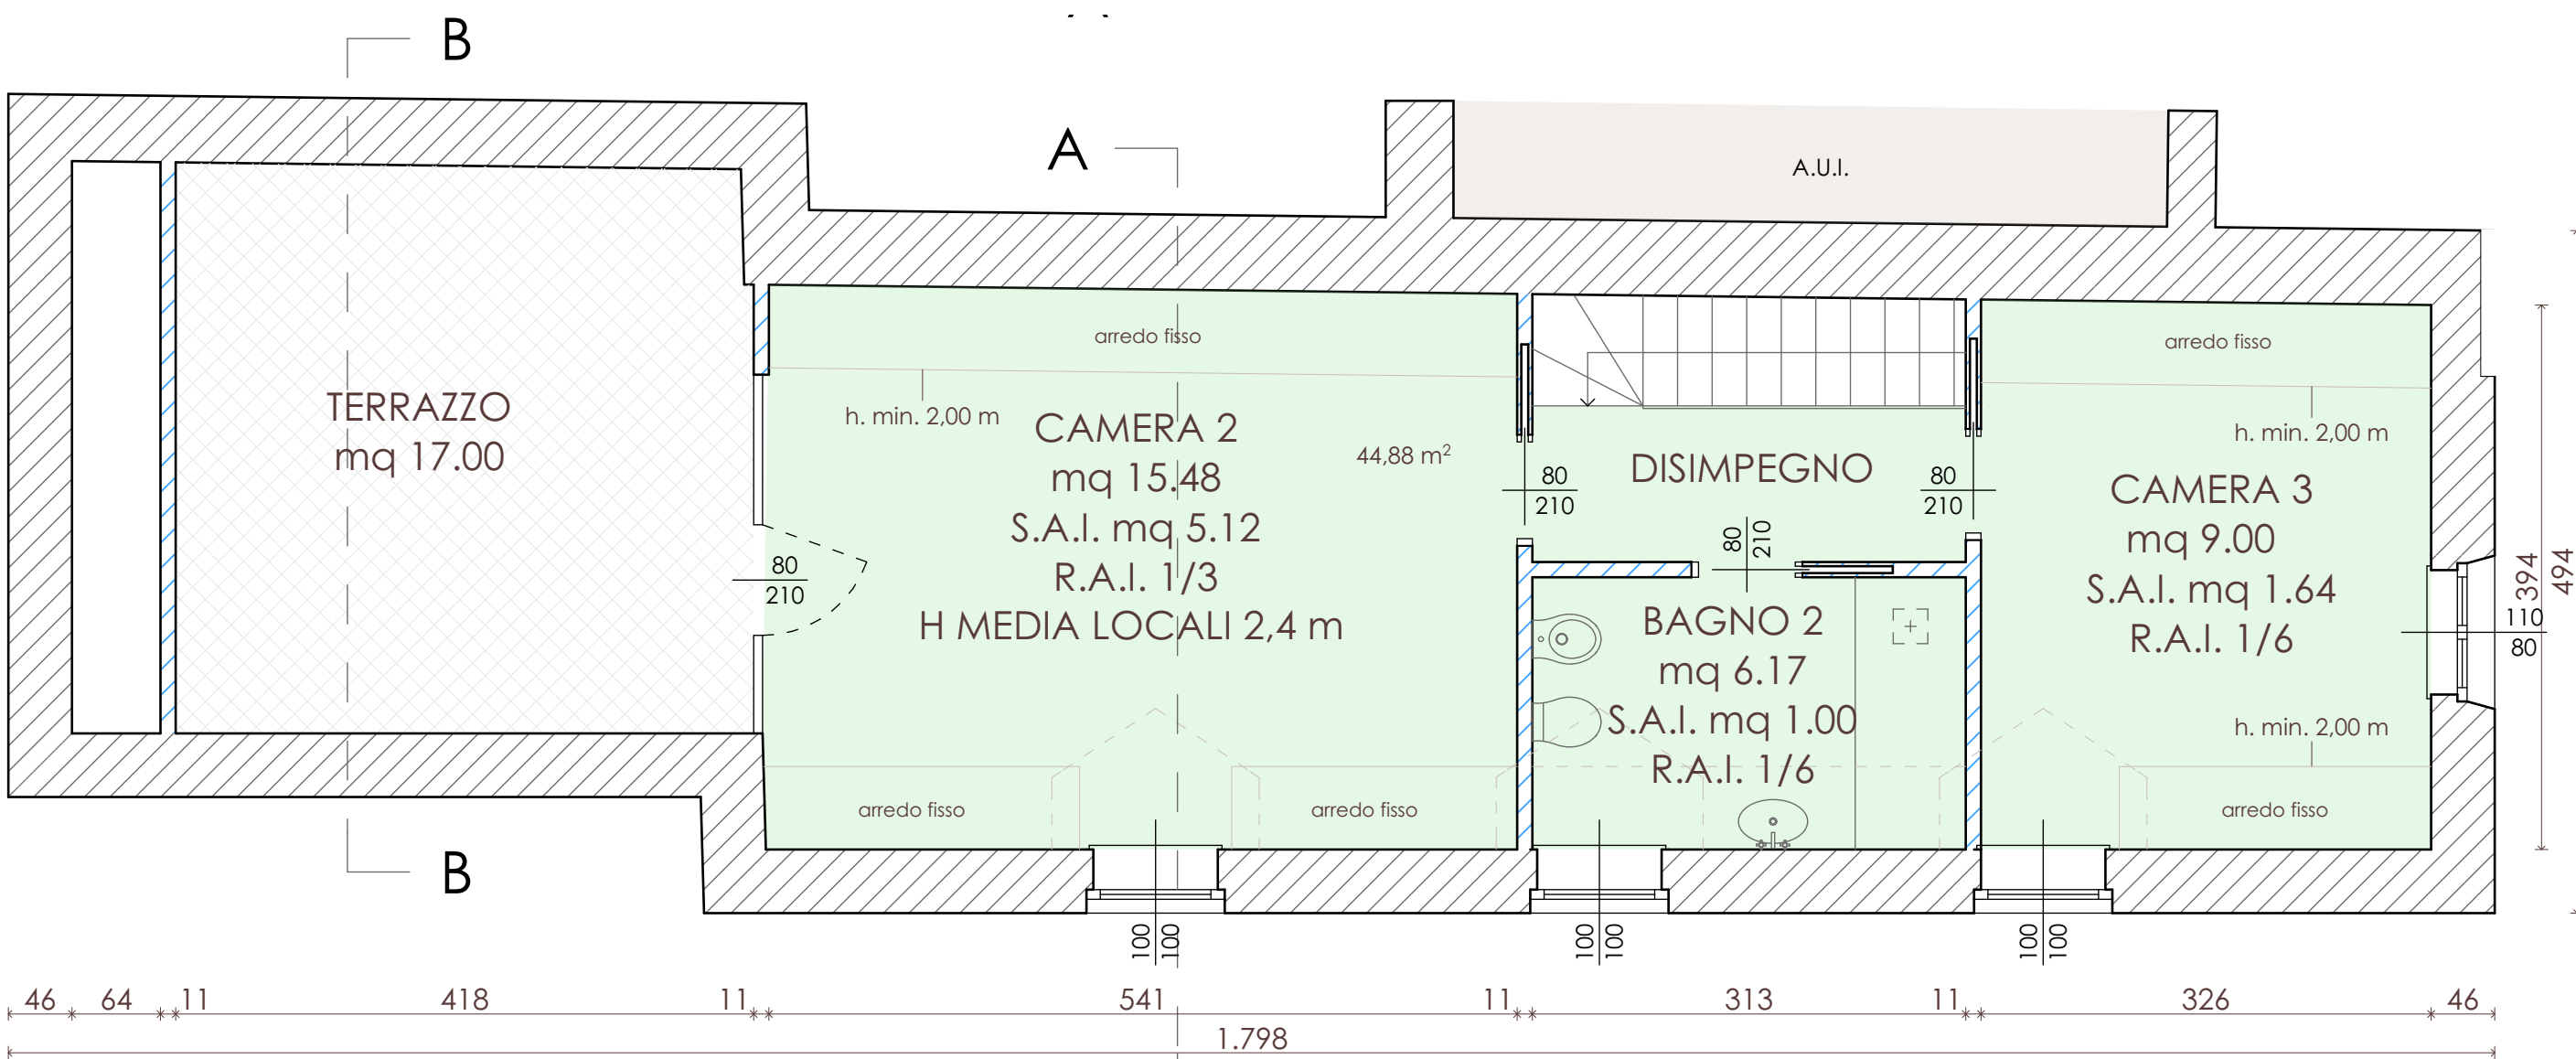 B
A
A.U.I.
arredo fisso
arredo fisso
TERRAZZO
mq 17.00
h. min. 2,00 m
CAMERA 2
mq 15.48
S.A.I. mq 5.12
R.A.I. 1/3
H MEDIA LOCALI 2,4 m
44,88 m²
80
210
80
210
DISIMPEGNO
80
210
80
210
h. min. 2,00 m
CAMERA 3
mq 9.00
S.A.I. mq 1.64
R.A.I. 1/6
394
494
110
80
BAGNO 2
mq 6.17
S.A.I. mq 1.00
R.A.I. 1/6
h. min. 2,00 m
arredo fisso
arredo fisso
arredo fisso
B
100
100
100
100
100
100
46 64 11 418 11 541 11 313 11 326 46
1.798